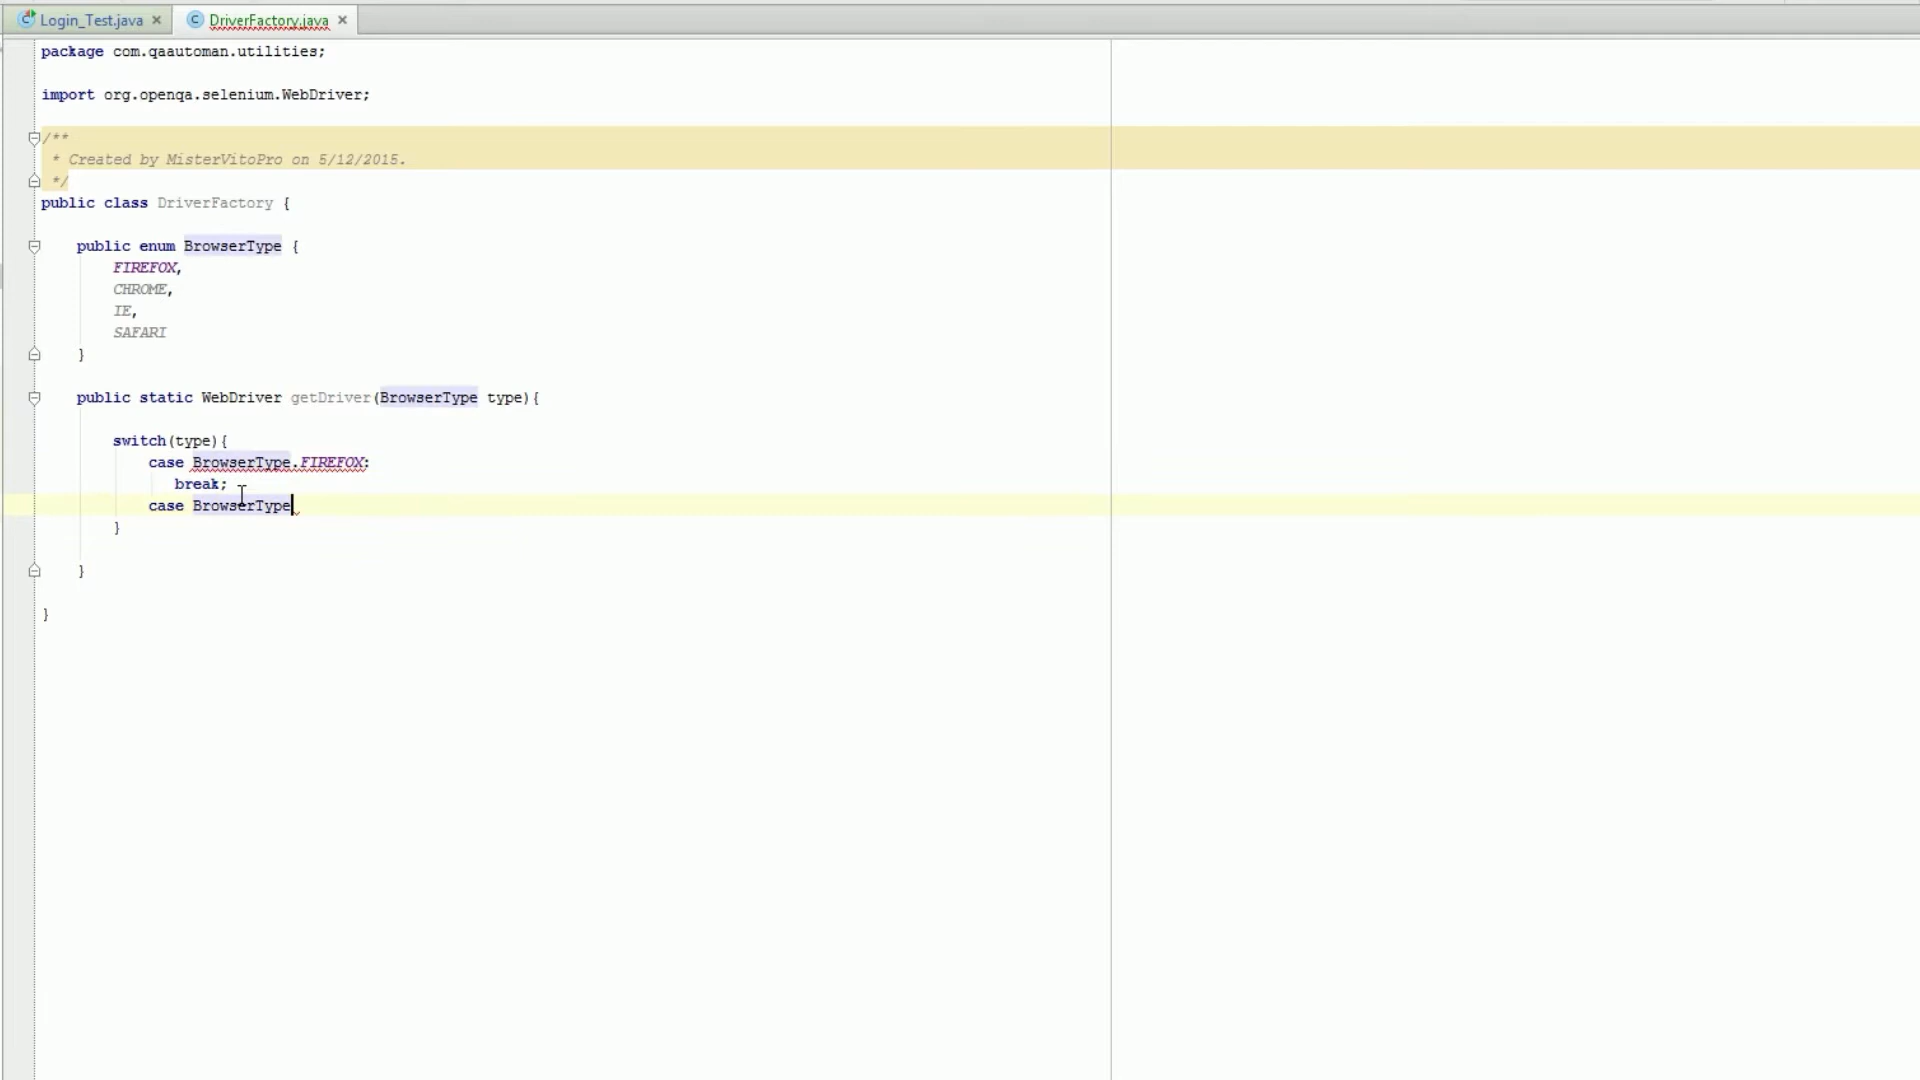 Login_Test.java
DriverFactory.java
package com.qaautoman.utilities;
import org.openqa.selenium.WebDriver;
/**
* Created by MisterVitoPro on 5/12/2015.
*/
public class DriverFactory {
public enum BrowserType {
FIREFOX,
CHROME,
IE,
SAFARI
}
public static WebDriver getDriver(BrowserType type){
switch(type){
case BrowserType.FIREFOX:
break;
case BrowserType
}
}
}